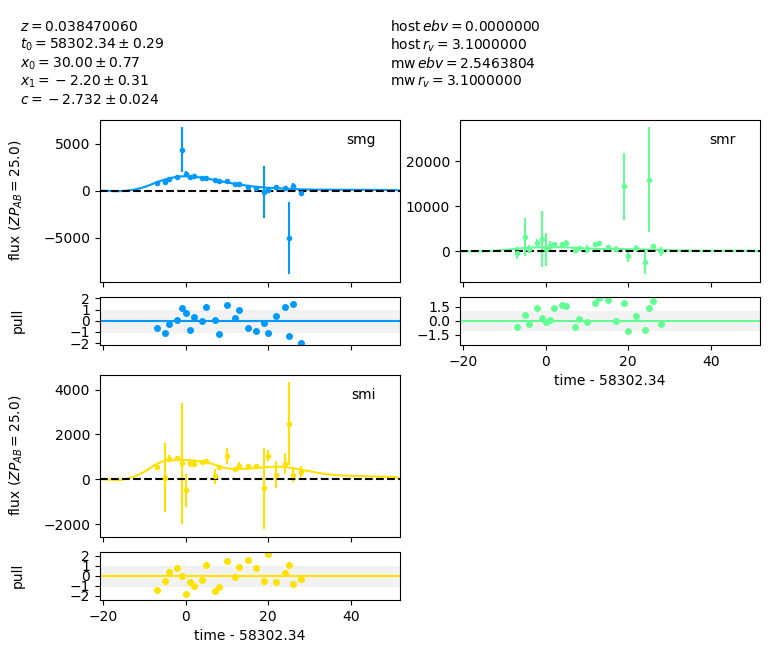 z = 0.038470060
t₀ = 58302.34 ± 0.29
x₀ = 30.00 ± 0.77
x₁ = −2.20 ± 0.31
c = −2.732 ± 0.024
host ebv = 0.0000000
host r_v = 3.1000000
mw ebv = 2.5463804
mw r_v = 3.1000000
smg
flux (ZP_AB = 25.0)
5000
0
−5000
pull
2
1
0
−1
−2
smr
20000
10000
0
1.5
0.0
−1.5
−20 0 20 40
time - 58302.34
smi
flux (ZP_AB = 25.0)
4000
2000
0
−2000
pull
2
1
0
−1
−2
−20 0 20 40
time - 58302.34